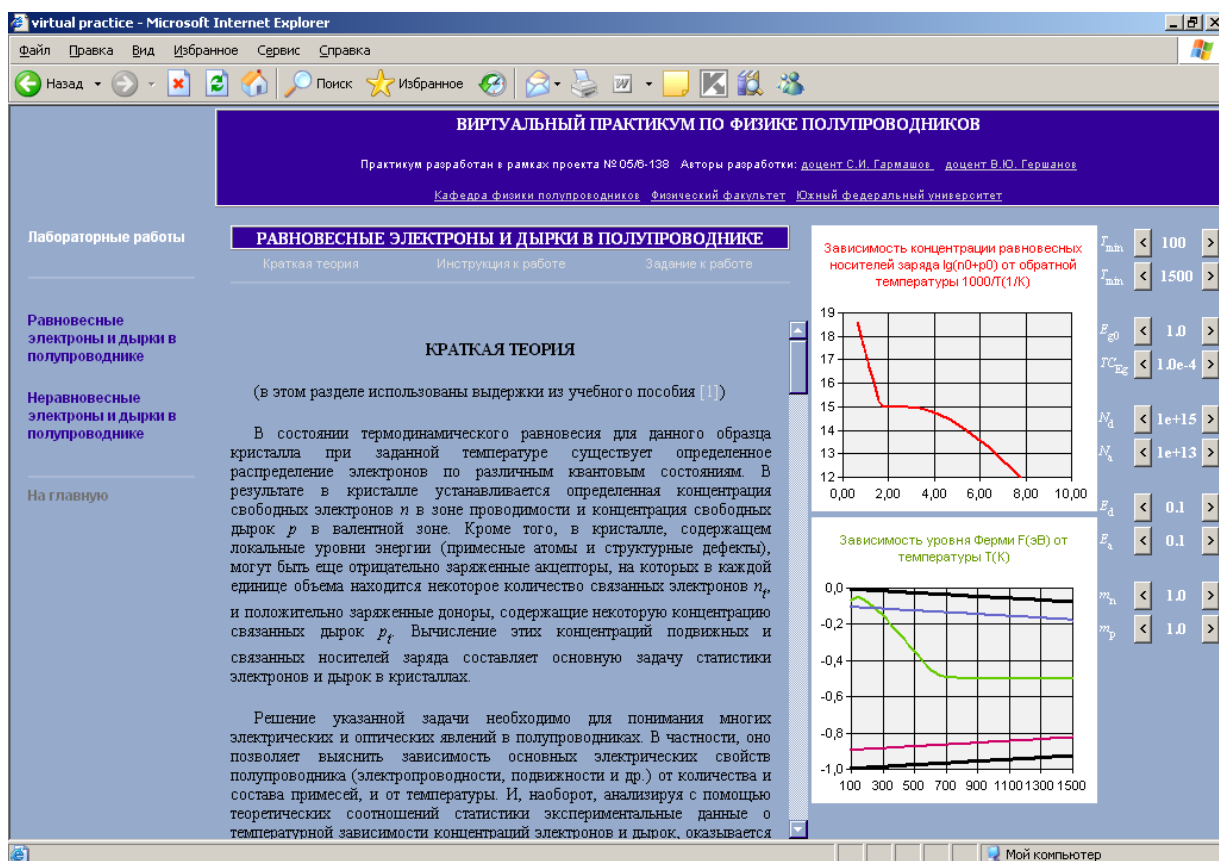 virtual practice - Microsoft Internet Explorer
Файл Правка Вид Избранное Сервис Справка
Назад Поиск Избранное
ВИРТУАЛЬНЫЙ ПРАКТИКУМ ПО ФИЗИКЕ ПОЛУПРОВОДНИКОВ
Практикум разработан в рамках проекта № 05/6-138 Авторы разработки: доцент С.И. Гармашов доцент В.Ю. Гершанов
Кафедра физики полупроводников Физический факультет Южный федеральный университет
Лабораторные работы
Равновесные
электроны и дырки в
полупроводнике
Неравновесные
электроны и дырки в
полупроводнике
На главную
РАВНОВЕСНЫЕ ЭЛЕКТРОНЫ И ДЫРКИ В ПОЛУПРОВОДНИКЕ
Краткая теория Инструкция к работе Задание к работе
КРАТКАЯ ТЕОРИЯ
(в этом разделе использованы выдержки из учебного пособия [1])
В состоянии термодинамического равновесия для данного образца
кристалла при заданной температуре существует определенное
распределение электронов по различным квантовым состояниям. В
результате в кристалле устанавливается определенная концентрация
свободных электронов n в зоне проводимости и концентрация свободных
дырок p в валентной зоне. Кроме того, в кристалле, содержащем
локальные уровни энергии (примесные атомы и структурные дефекты),
могут быть еще отрицательно заряженные акцепторы, на которых в каждой
единице объема находится некоторое количество связанных электронов n_t,
и положительно заряженные доноры, содержащие некоторую концентрацию
связанных дырок p_t. Вычисление этих концентраций подвижных и
связанных носителей заряда составляет основную задачу статистики
электронов и дырок в кристаллах.
Решение указанной задачи необходимо для понимания многих
электрических и оптических явлений в полупроводниках. В частности, оно
позволяет выяснить зависимость основных электрических свойств
полупроводника (электропроводности, подвижности и др.) от количества и
состава примесей, и от температуры. И, наоборот, анализируя с помощью
теоретических соотношений статистики экспериментальные данные о
температурной зависимости концентраций электронов и дырок, оказывается
Зависимость концентрации равновесных
носителей заряда lg(n0+p0) от обратной
температуры 1000/T(1/K)
19
18
17
16
15
14
13
12
0,00 2,00 4,00 6,00 8,00 10,00
Зависимость уровня Ферми F(эВ) от
температуры T(K)
0,0
-0,2
-0,4
-0,6
-0,8
-1,0
100 300 500 700 900 1100 1300 1500
T_min < 100 >
T_min < 1500 >
E_g0 < 1.0 >
TC_Eg < 1.0e-4 >
N_d < 1e+15 >
N_a < 1e+13 >
E_d < 0.1 >
E_a < 0.1 >
m_n < 1.0 >
m_p < 1.0 >
Мой компьютер